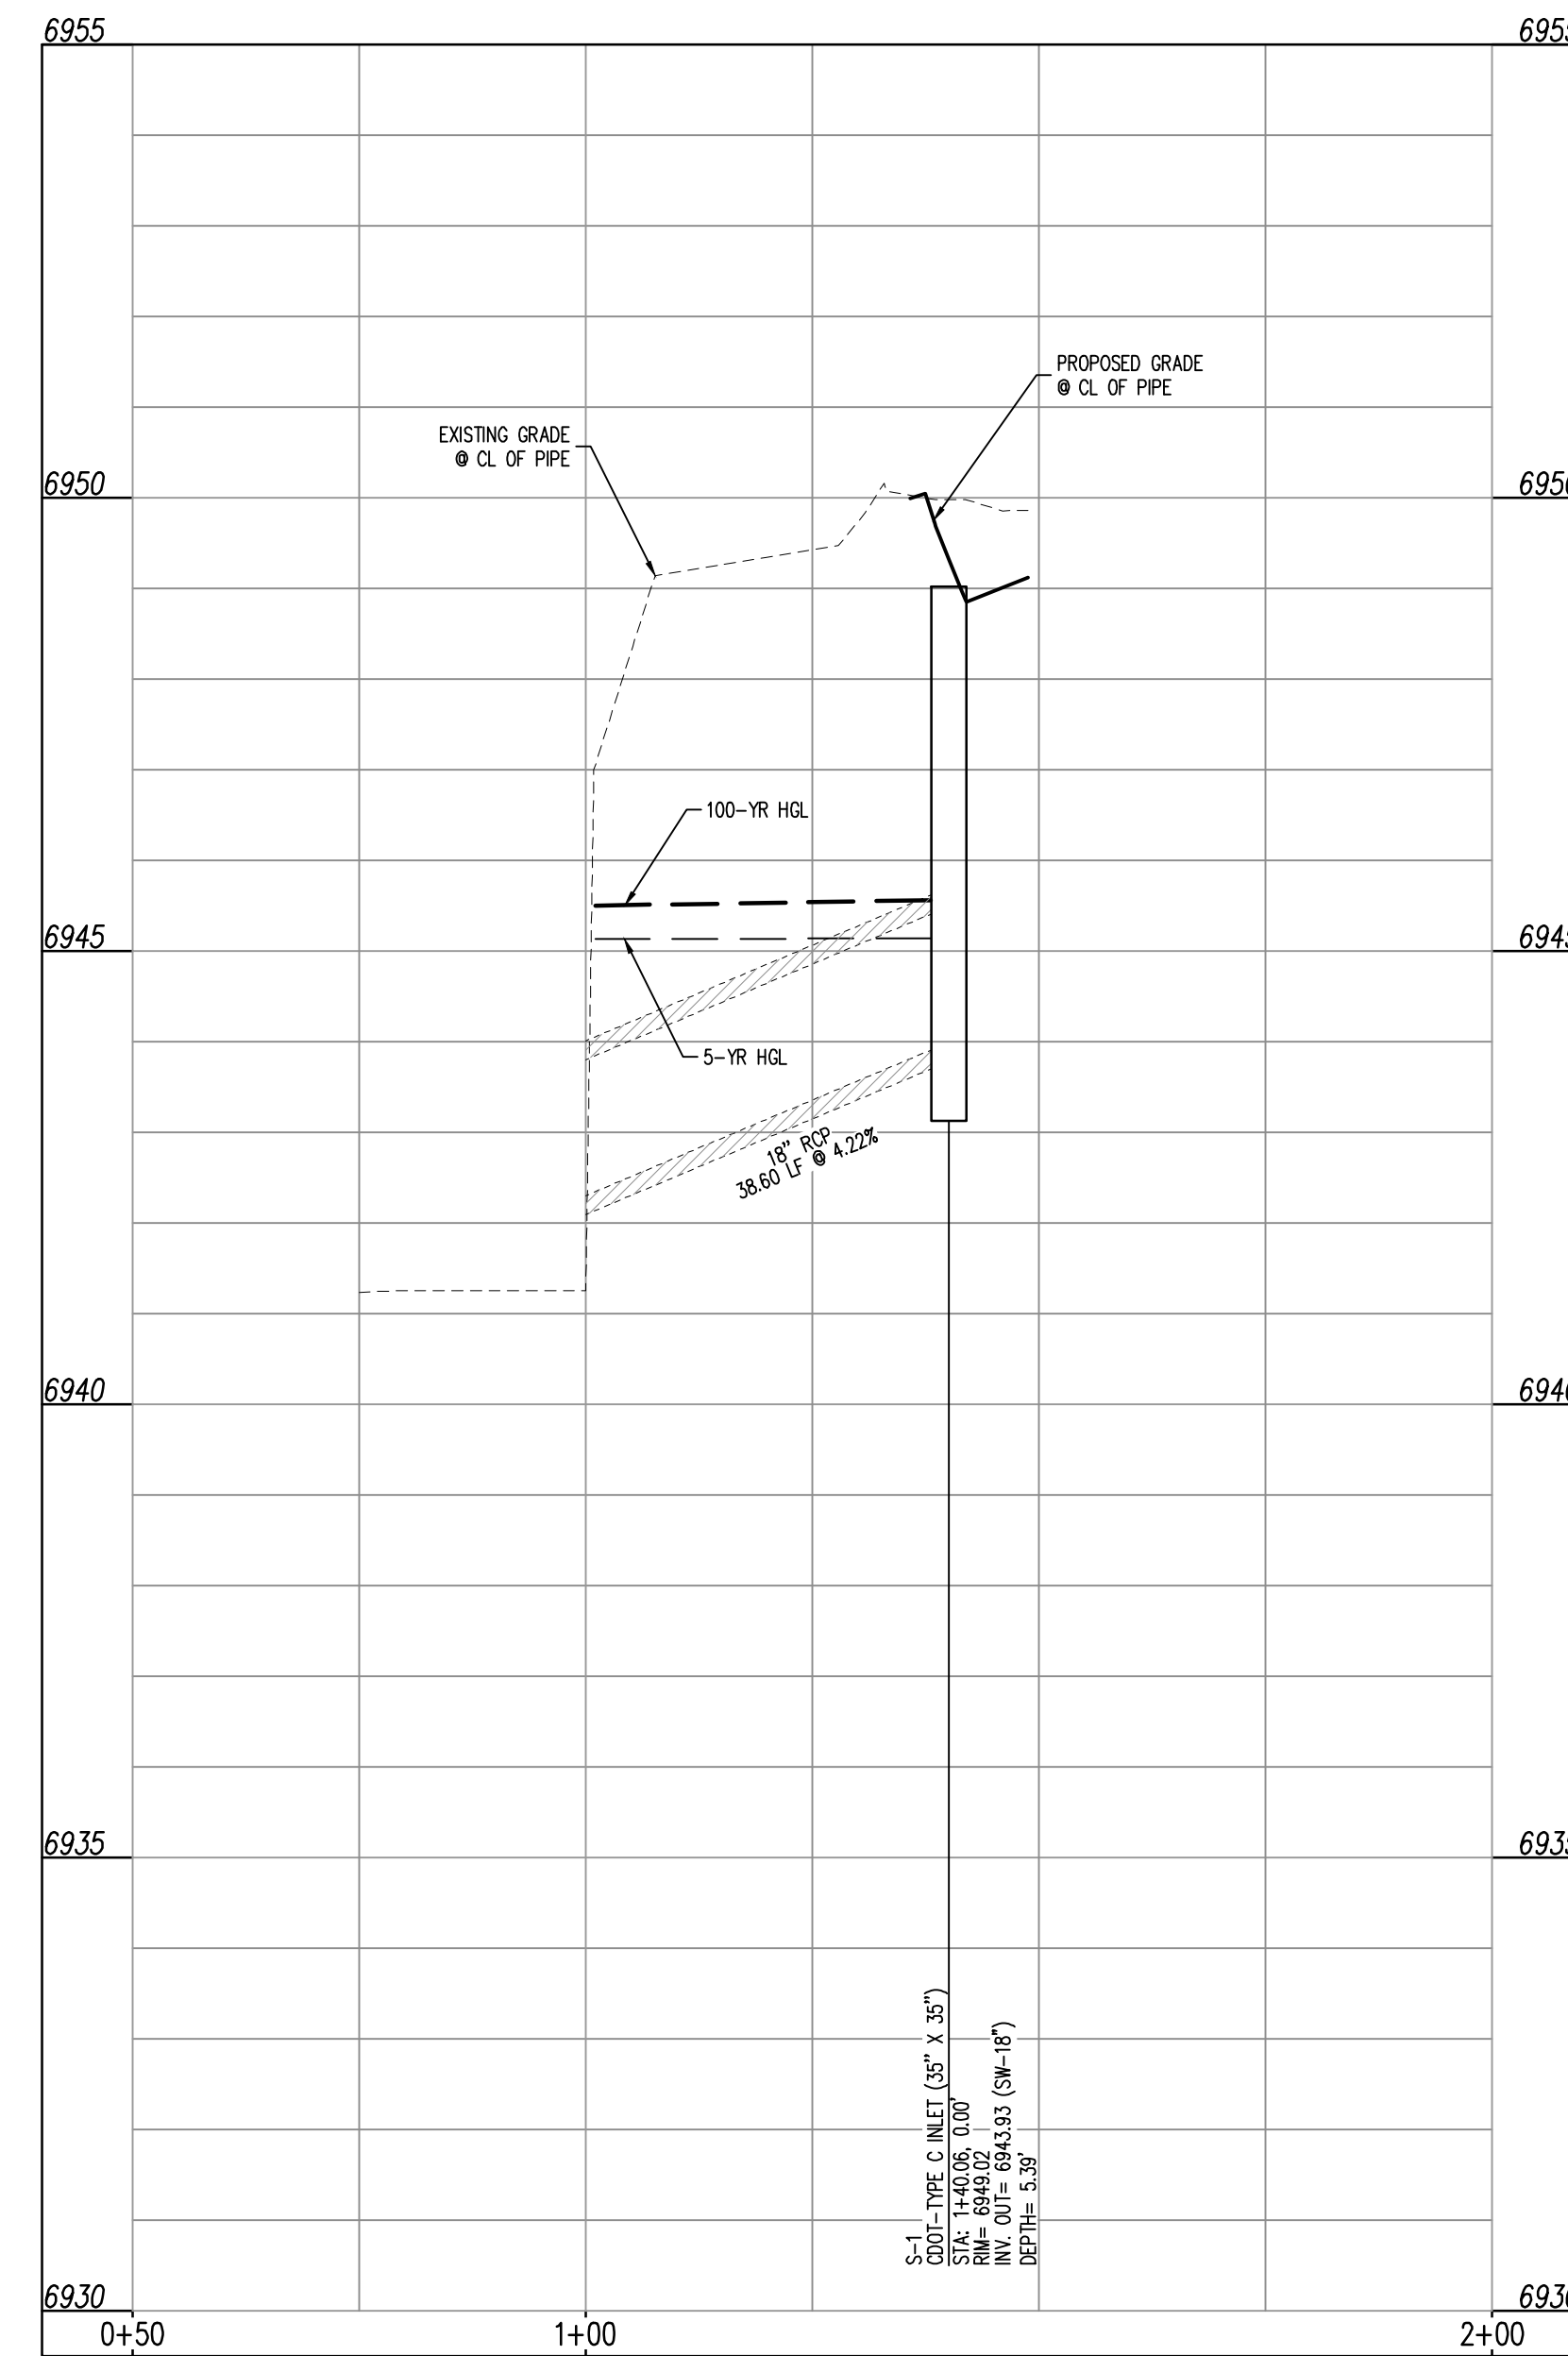 6955
PROPOSED GRADE
@ CL OF PIPE
EXISTING GRADE
@ CL OF PIPE
6950
100-YR HGL
6945
5-YR HGL
18" RCP
38.60 LF @ 4.22%
6940
6935
S-1
CDOT-TYPE C INLET (35" X 35")
STA: 1+40.06, 0.00'
RIM= 6949.02
INV. OUT= 6943.93 (SW-18")
DEPTH= 5.39'
6930
0+50
1+00
2+00